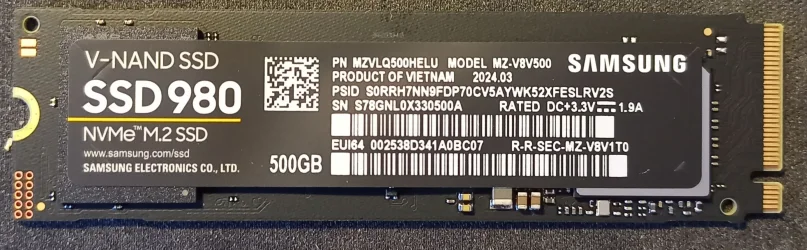 V-NAND SSD
SSD 980
NVMe™ M.2 SSD
www.samsung.com/ssd
SAMSUNG ELECTRONICS CO., LTD.
500GB
PN MZVLQ500HELU MODEL MZ-V8V500
PRODUCT OF VIETNAM 2024.03
PSID S0RRH7NN9FDP70CV5AYWK52XFESLRV2S
SN S78GNL0X330500A RATED DC+3.3V⎓1.9A
EUI64 002538D341A0BC07 R-R-SEC-MZ-V8V1T0
SAMSUNG